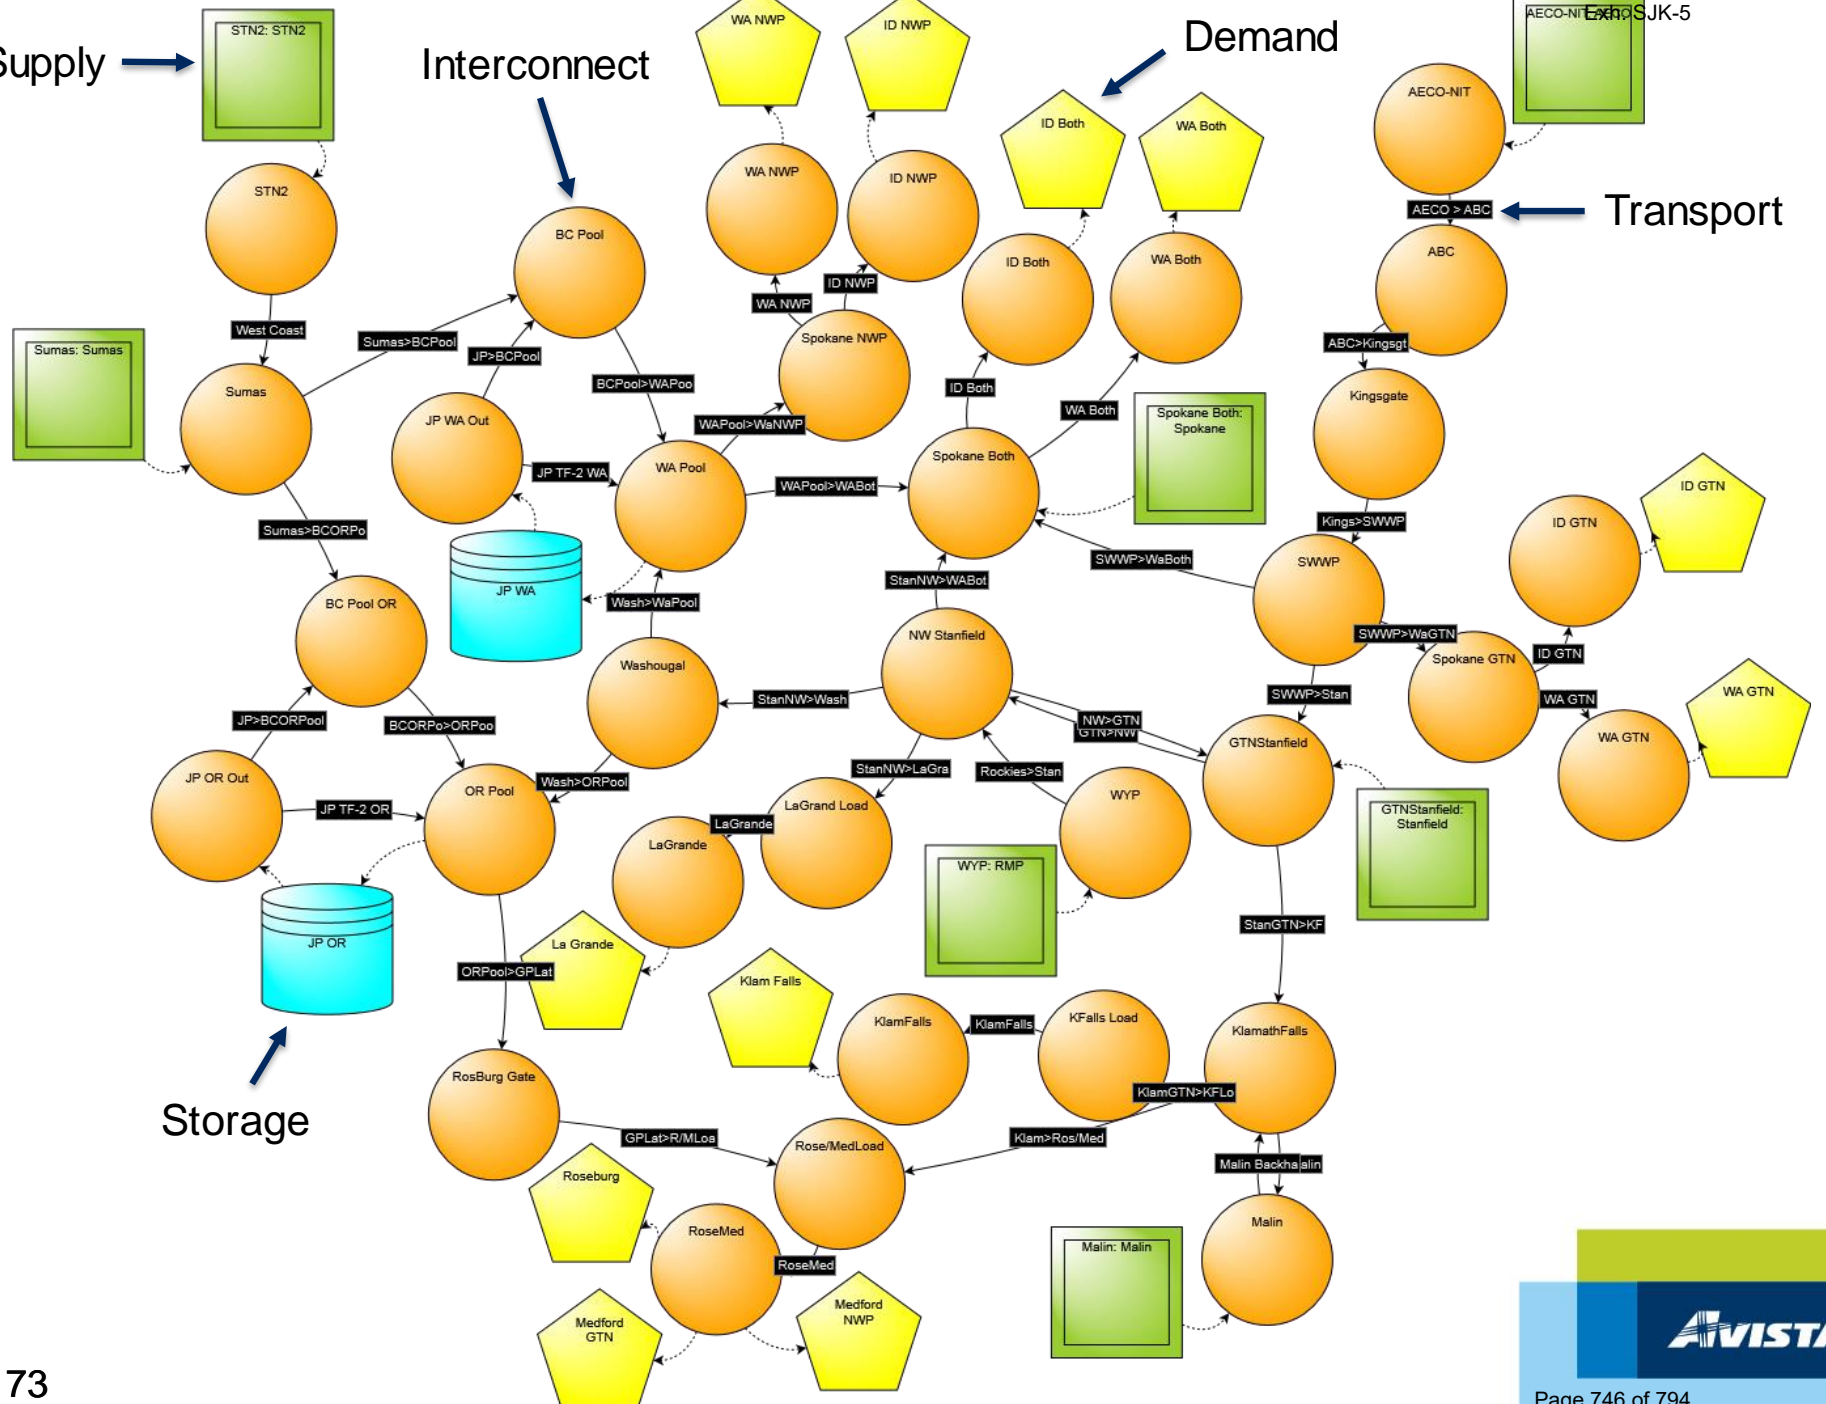 STN2: STN2
WA NWP
ID NWP
Exh. SJK-5
Supply
Interconnect
Demand
AECO-NIT
ID Both
WA Both
STN2
WA NWP
ID NWP
AECO > ABC
Transport
BC Pool
ID Both
WA Both
ABC
ID NWP
WA NWP
West Coast
Sumas>BCPool
Spokane NWP
ABC>Kingsgt
Sumas: Sumas
JP>BCPool
BCPool>WAPoo
ID Both
Sumas
Kingsgate
WA Both
Spokane Both:
Spokane
JP WA Out
WAPool>WaNWP
Spokane Both
WA Pool
JP TF-2 WA
WAPool>WABot
ID GTN
Kings>SWWP
ID GTN
Sumas>BCORPo
SWWP>WaBoth
SWWP
StanNW>WABot
JP WA
BC Pool OR
Wash>WaPool
NW Stanfield
SWWP>WaGTN
ID GTN
Spokane GTN
Washougal
SWWP>Stan
WA GTN
WA GTN
StanNW>Wash
JP>BCORPool
BCORPo>ORPoo
NW>GTN
GTN>NW
WA GTN
GTNStanfield
StanNW>LaGra
Rockies>Stan
JP OR Out
Wash>ORPool
OR Pool
WYP
LaGrand Load
JP TF-2 OR
GTNStanfield:
Stanfield
LaGrande
LaGrande
WYP: RMP
StanGTN>KF
JP OR
La Grande
ORPool>GPLat
Klam Falls
KlamFalls
KlamFalls
KFalls Load
KlamathFalls
RosBurg Gate
KlamGTN>KFLo
Storage
GPLat>R/MLoa
Rose/MedLoad
Klam>Ros/Med
Malin Backha
alin
Roseburg
RoseMed
Malin
Malin: Malin
RoseMed
Medford
NWP
Medford
GTN
AVISTA
73
Page 746 of 794